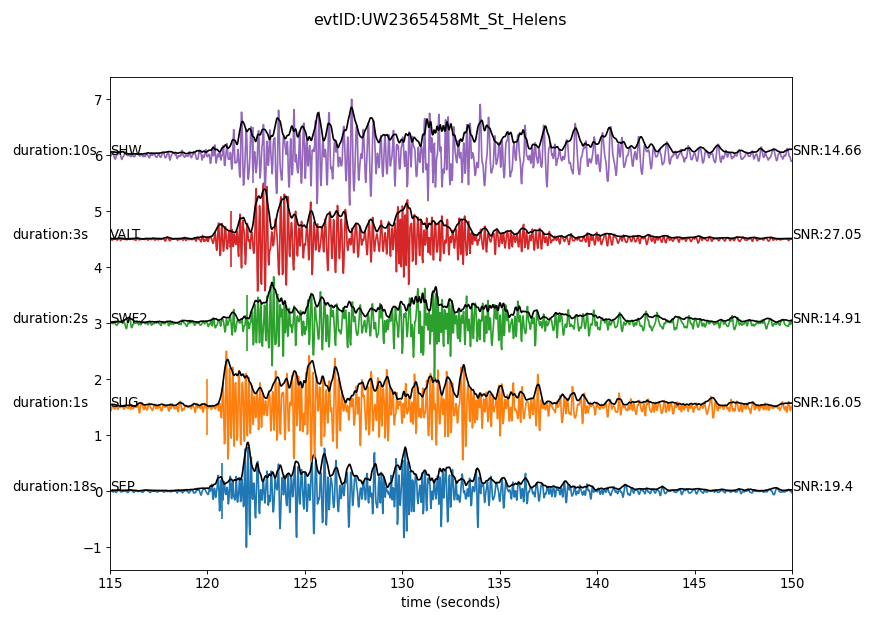 evtID:UW2365458Mt_St_Helens
7
duration:10s SHW SNR:14.66
6
5
duration:3s VALT SNR:27.05
4
duration:2s SWF2 SNR:14.91
3
2
duration:1s SUG SNR:16.05
1
duration:18s SEP SNR:19.4
0
−1
115 120 125 130 135 140 145 150
time (seconds)